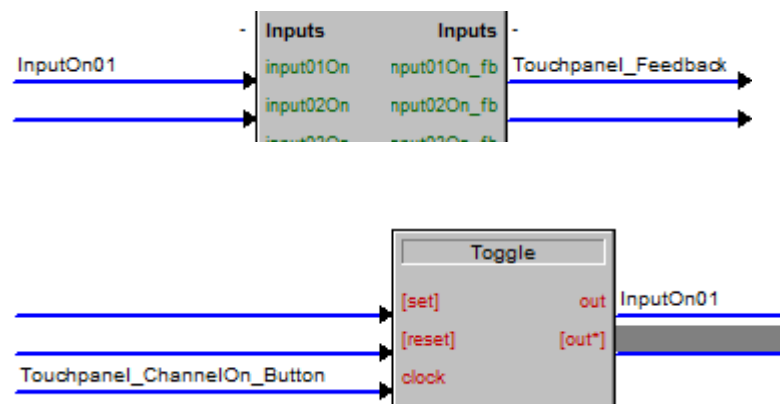 - Inputs Inputs -
InputOn01 input01On nput01On_fb Touchpanel_Feedback
input02On nput02On_fb
Toggle
[set] out InputOn01
[reset] [out*]
Touchpanel_ChannelOn_Button clock